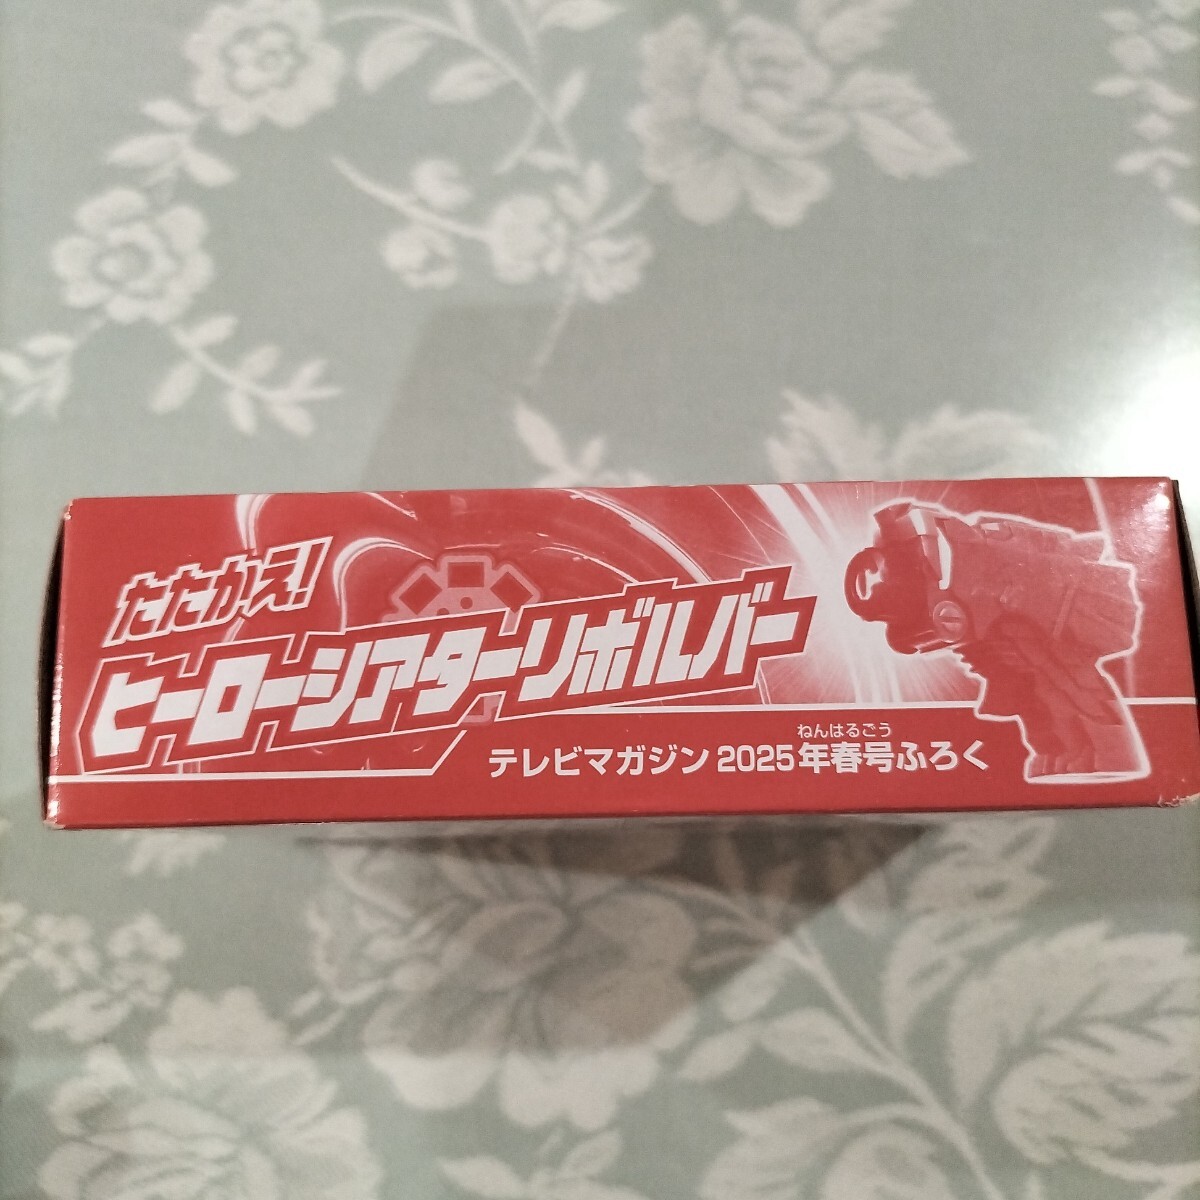 たたかえ!
ヒーローシアターリボルバー
ねんはるごう
テレビマガジン 2025年春号ふろく